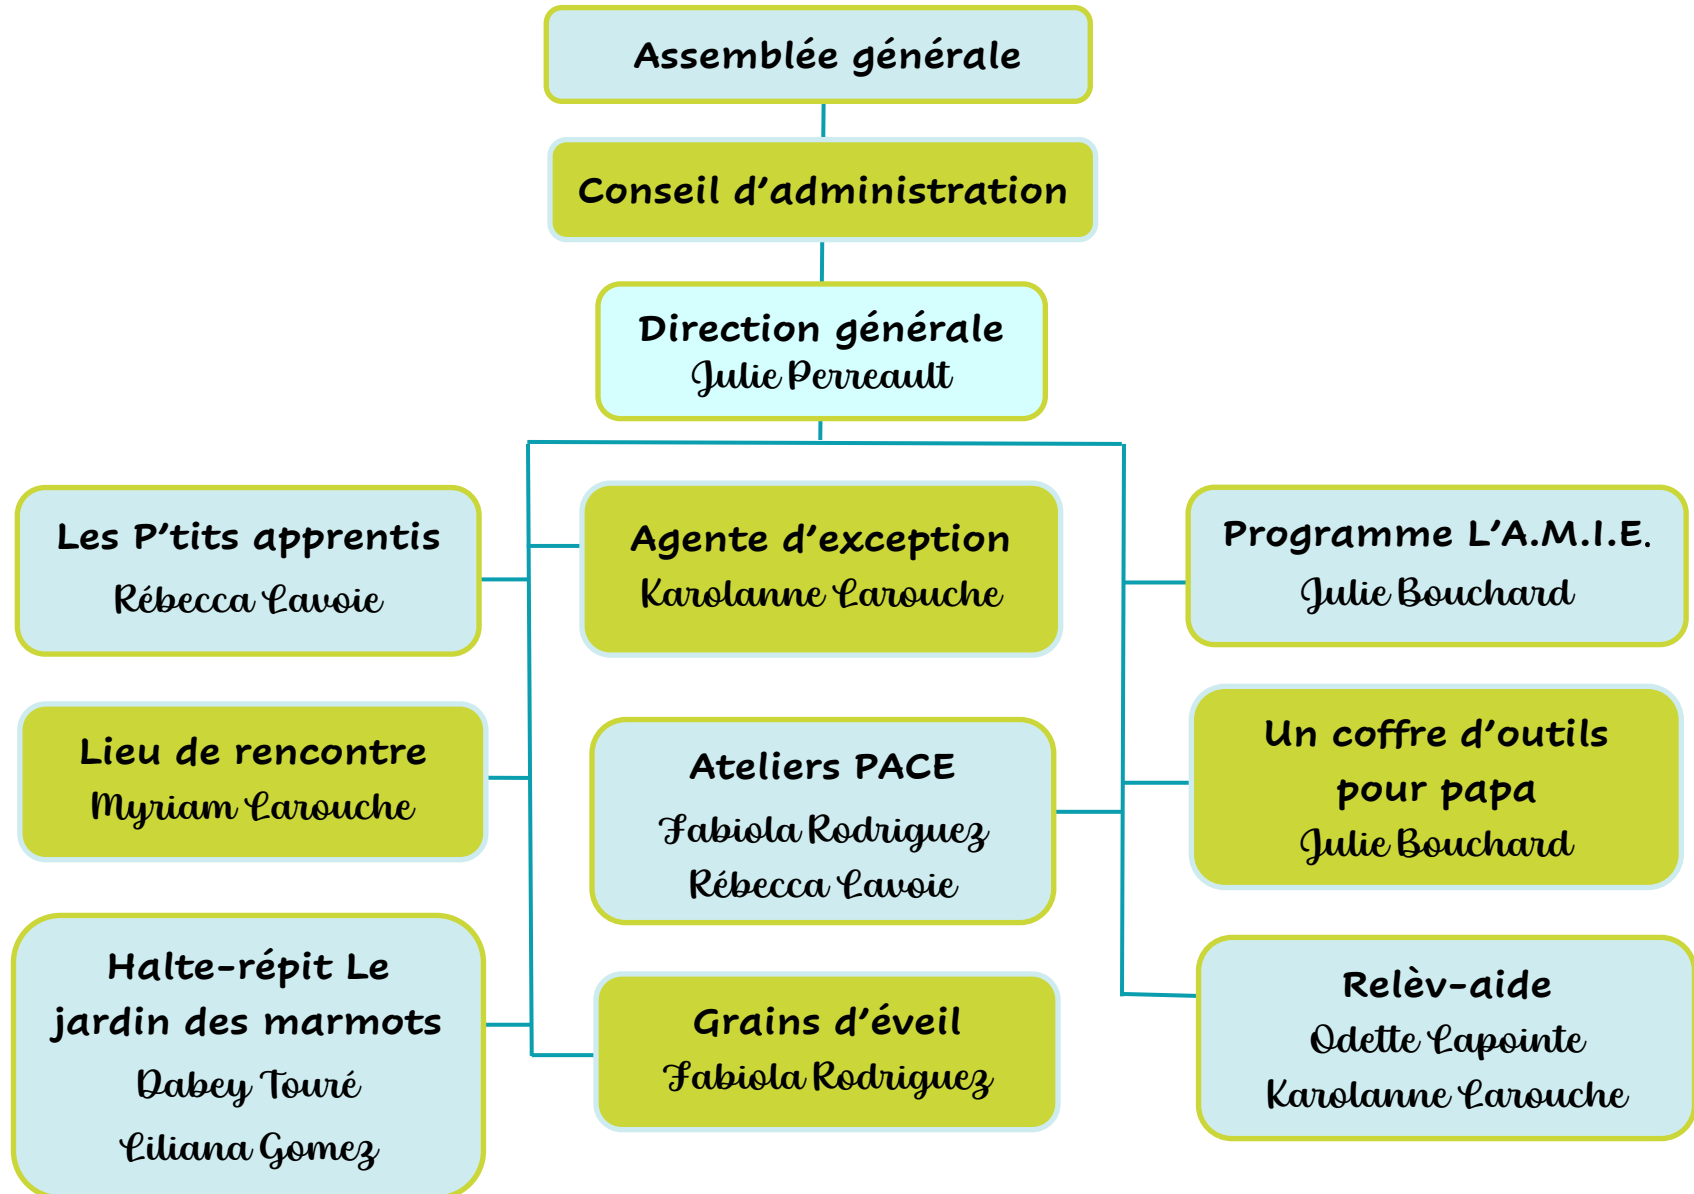 Assemblée générale
Conseil d'administration
Direction générale
Julie Perreault
Les P'tits apprentis
Rébecca Lavoie
Agente d'exception
Karolanne Larouche
Programme L'A.M.I.E.
Julie Bouchard
Lieu de rencontre
Myriam Larouche
Ateliers PACE
Fabiola Rodriguez
Rébecca Lavoie
Un coffre d'outils
pour papa
Julie Bouchard
Halte-répit Le
jardin des marmots
Dabey Touré
Liliana Gomez
Grains d'éveil
Fabiola Rodriguez
Relèv-aide
Odette Lapointe
Karolanne Larouche